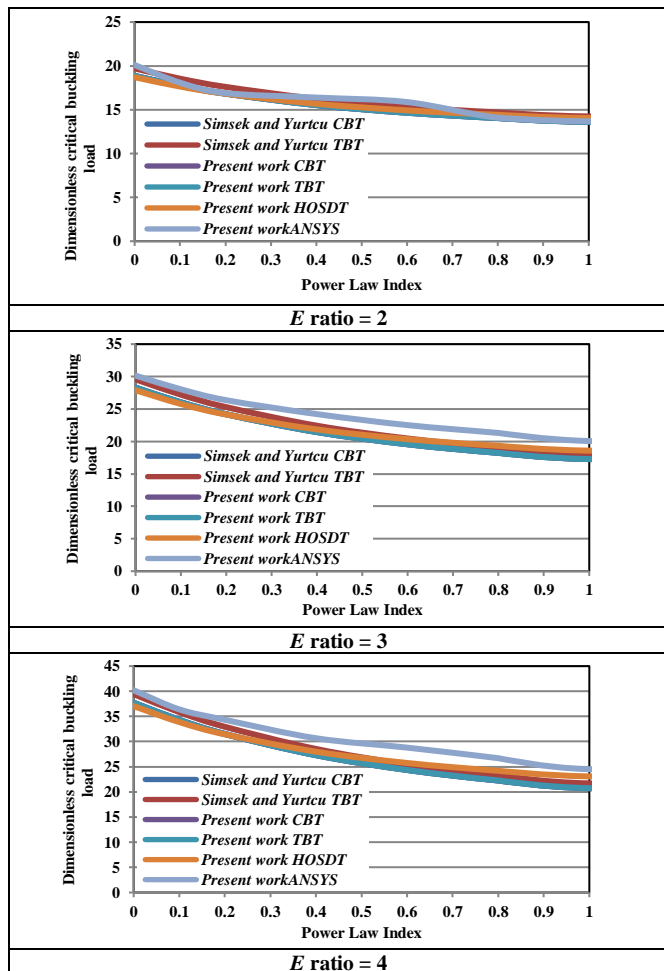 25
20
15
10
5
0
Dimensionless critical buckling
load
Simsek and Yurtcu CBT
Simsek and Yurtcu TBT
Present work CBT
Present work TBT
Present work HOSDT
Present workANSYS
0 0.1 0.2 0.3 0.4 0.5 0.6 0.7 0.8 0.9 1
Power Law Index
E ratio = 2
35
30
25
20
15
10
5
0
Dimensionless critical buckling
load
Simsek and Yurtcu CBT
Simsek and Yurtcu TBT
Present work CBT
Present work TBT
Present work HOSDT
Present workANSYS
0 0.1 0.2 0.3 0.4 0.5 0.6 0.7 0.8 0.9 1
Power Law Index
E ratio = 3
45
40
35
30
25
20
15
10
5
0
Dimensionless critical buckling
load
Simsek and Yurtcu CBT
Simsek and Yurtcu TBT
Present work CBT
Present work TBT
Present work HOSDT
Present workANSYS
0 0.1 0.2 0.3 0.4 0.5 0.6 0.7 0.8 0.9 1
Power Law Index
E ratio = 4